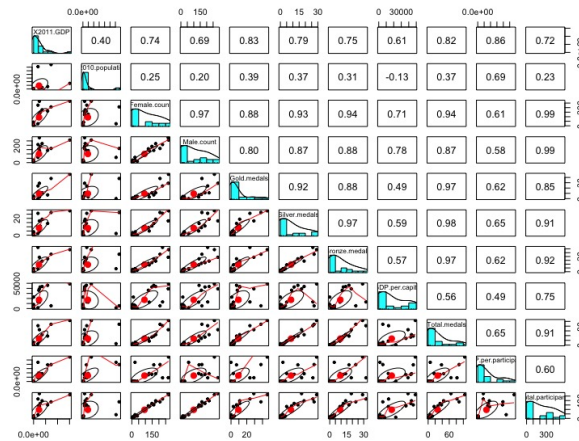 0.0e+00 150 0 15 30 0 30000 0.0e+00
X2011.GDP 0.40 0.74 0.69 0.83 0.79 0.75 0.61 0.82 0.86 0.72
010.populati 0.25 0.20 0.39 0.37 0.31 -0.13 0.37 0.69 0.23
0.0e+00
Female.coun 0.97 0.88 0.93 0.94 0.71 0.94 0.61 0.99
0 200
Male.count 0.80 0.87 0.88 0.78 0.87 0.58 0.99
Gold.medals 0.92 0.88 0.49 0.97 0.62 0.85
0 20
Silver.medals 0.97 0.59 0.98 0.65 0.91
ronze.medal 0.57 0.97 0.62 0.92
0 50000
DP.per.capit 0.56 0.49 0.75
Total.medals 0.65 0.91
0.0e+00
.per.particip 0.60
tal.participan
0.0e+00 0 150 0 20 0 15 30 0 60 0 300